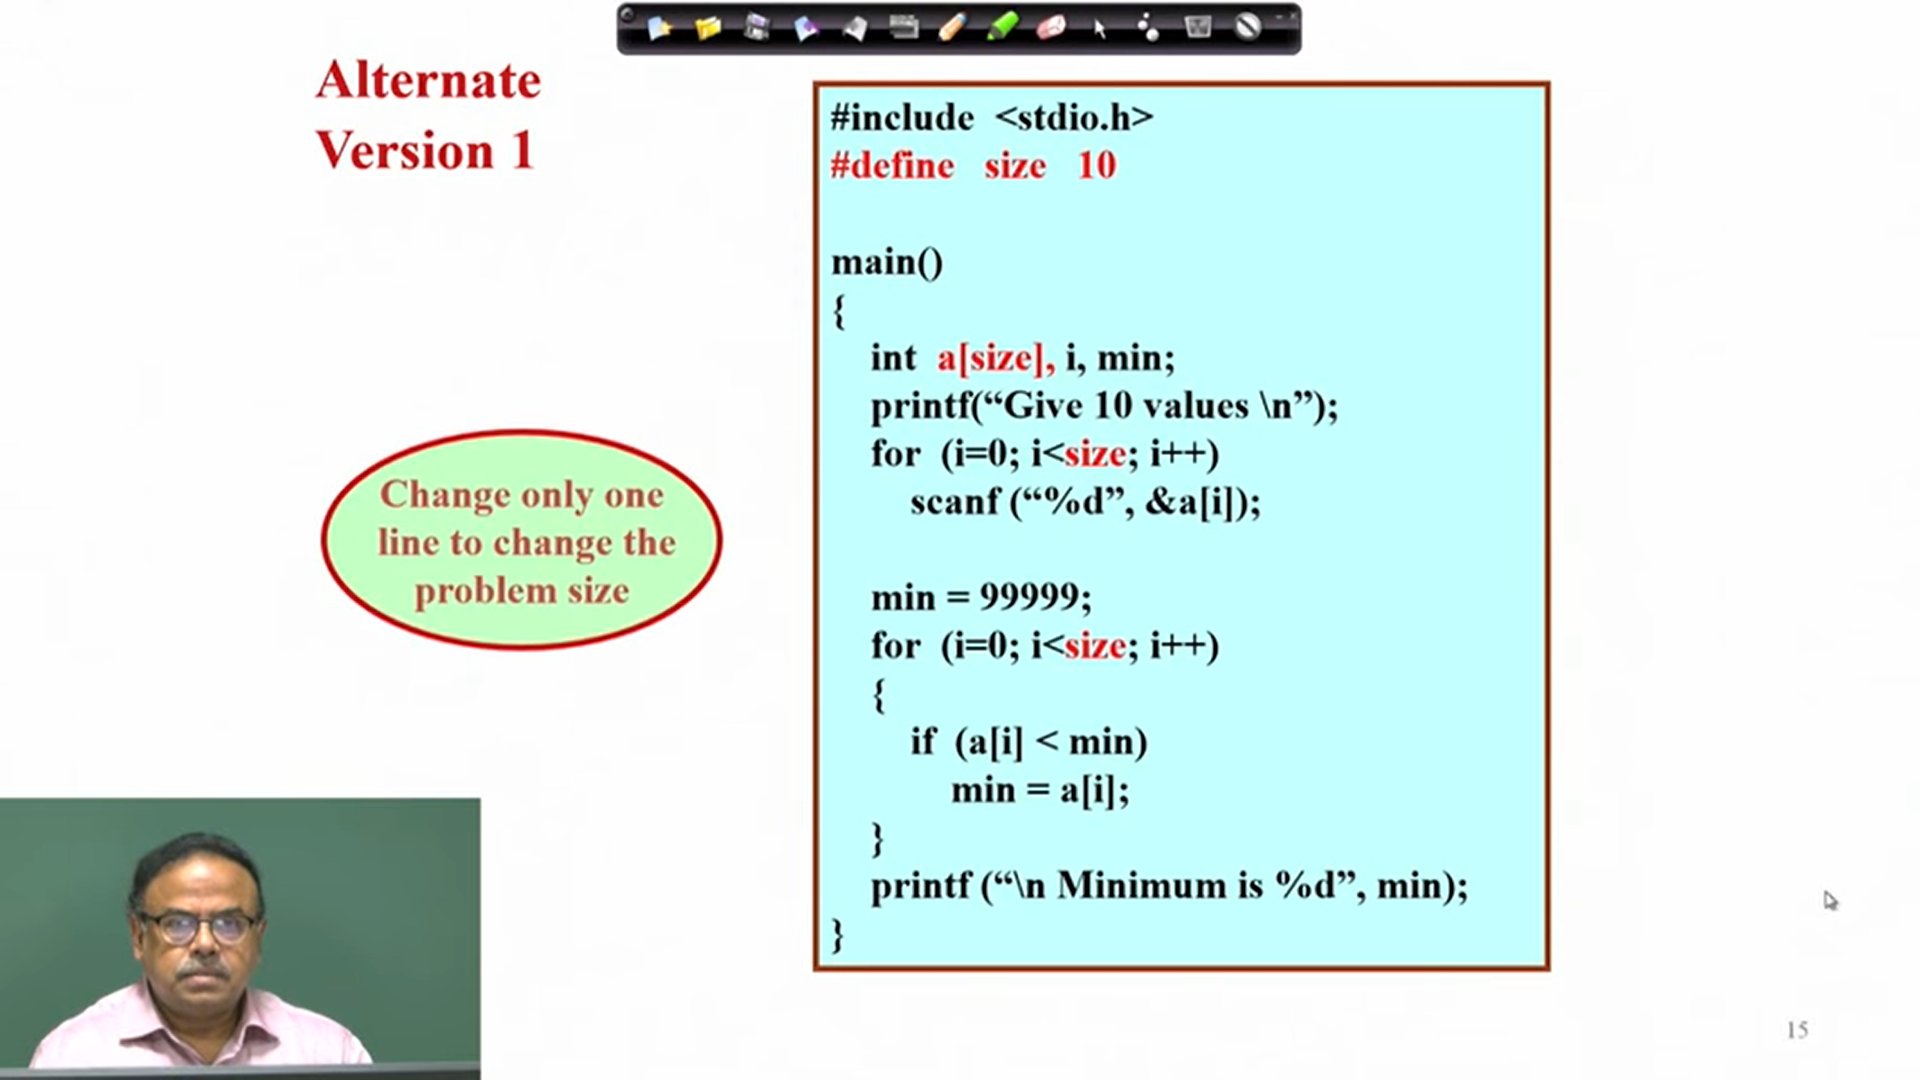 Alternate
Version 1
Change only one
line to change the
problem size
#include <stdio.h>
#define size 10
main()
{
int a[size], i, min;
printf(“Give 10 values \n”);
for (i=0; i<size; i++)
scanf (“%d”, &a[i]);
min = 99999;
for (i=0; i<size; i++)
{
if (a[i] < min)
min = a[i];
}
printf (“\n Minimum is %d”, min);
}
15